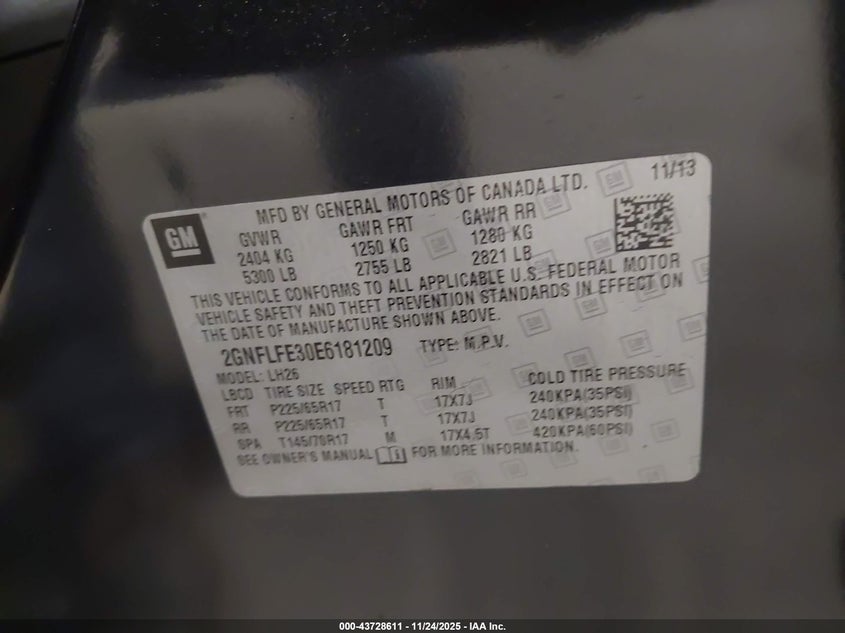 GM
MFD BY GENERAL MOTORS OF CANADA LTD. 11/13
GVWR GAWR FRT GAWR RR
2404 KG 1250 KG 1280 KG
5300 LB 2755 LB 2821 LB
THIS VEHICLE CONFORMS TO ALL APPLICABLE U.S. FEDERAL MOTOR
VEHICLE SAFETY AND THEFT PREVENTION STANDARDS IN EFFECT ON
THE DATE OF MANUFACTURE SHOWN ABOVE.
2GNFLFE30E6181209 TYPE: M.P.V.
MODEL: LH26
LBCD TIRE SIZE SPEED RTG RIM COLD TIRE PRESSURE
FRT P225/65R17 T 17X7J 240KPA(35PSI)
RR P225/65R17 T 17X7J 240KPA(35PSI)
SPA T145/70R17 M 17X4.5T 420KPA(60PSI)
SEE OWNER'S MANUAL FOR MORE INFORMATION.
000-43728611 - 11/24/2025 - IAA Inc.